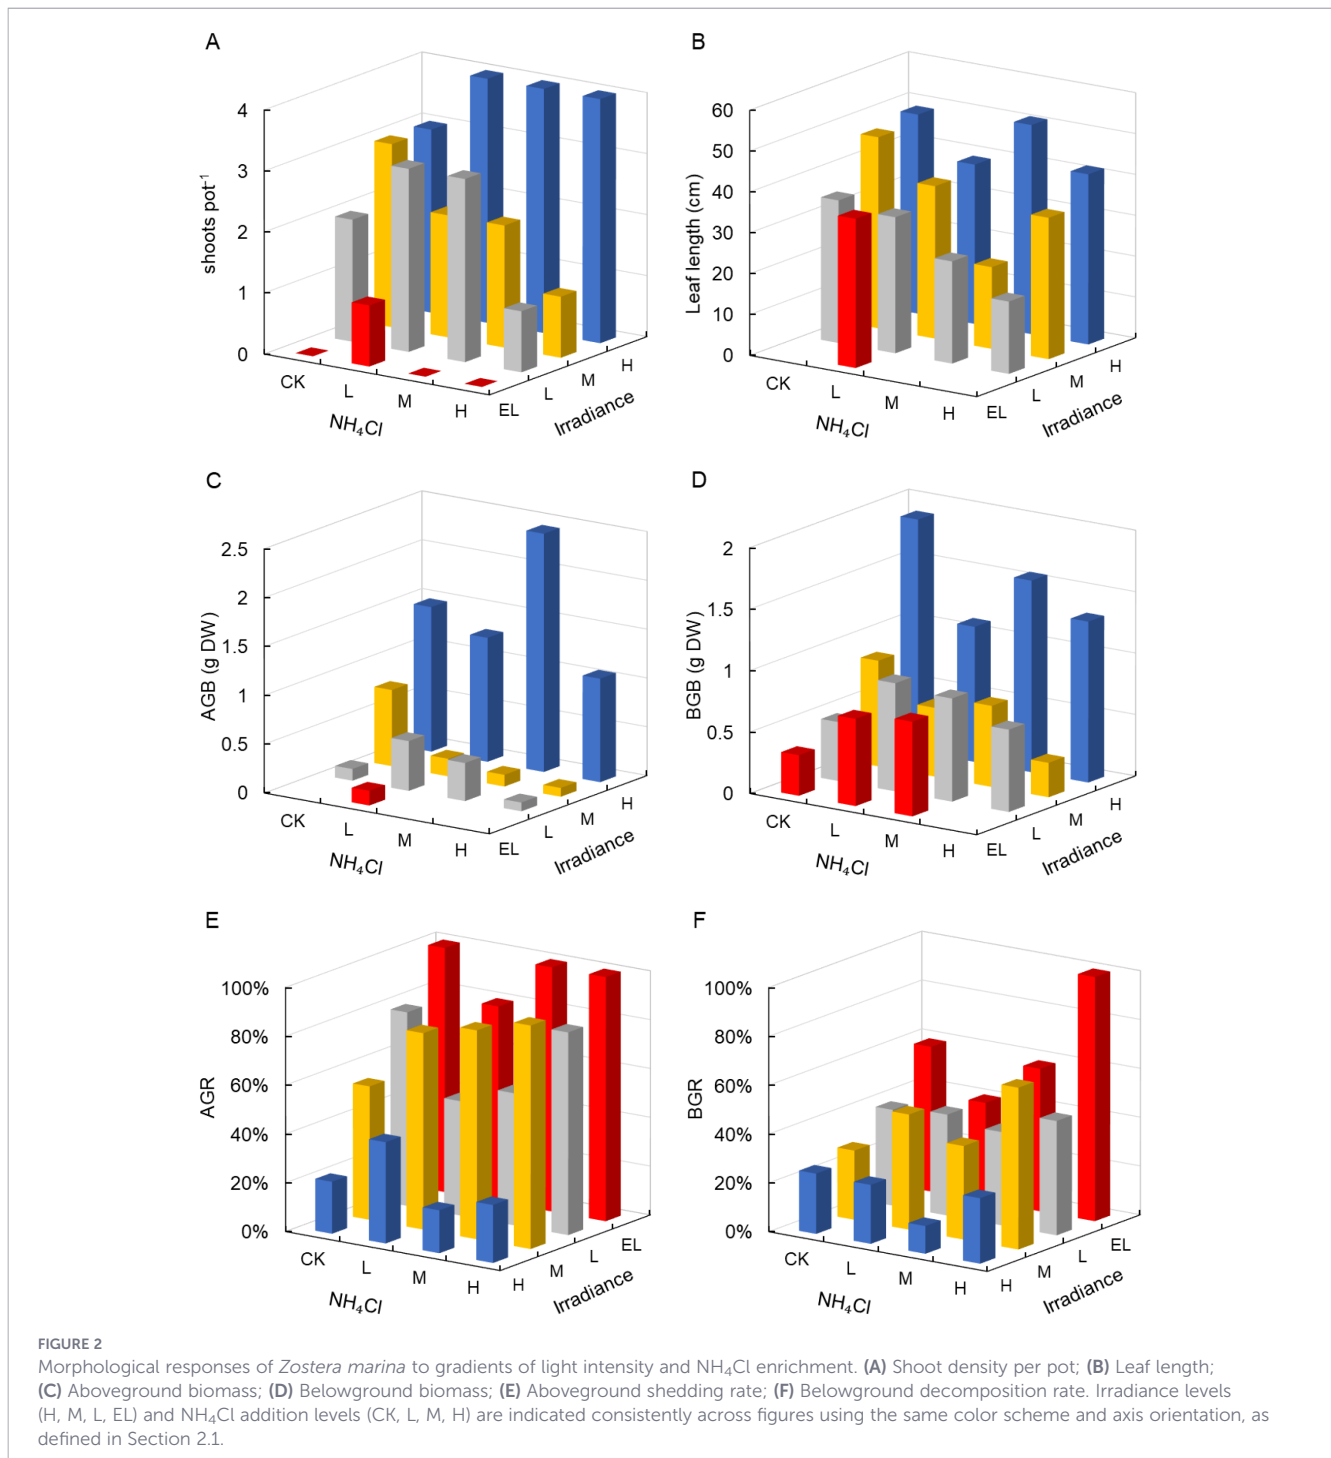 A
shoots pot-1
4
3
2
1
0
CK
L
M
H
NH₄Cl
EL
L
M
H
Irradiance
B
Leaf length (cm)
60
50
40
30
20
10
0
CK
L
M
H
NH₄Cl
EL
L
M
H
Irradiance
C
AGB (g DW)
2.5
2
1.5
1
0.5
0
CK
L
M
H
NH₄Cl
EL
L
M
H
Irradiance
D
BGB (g DW)
2
1.5
1
0.5
0
CK
L
M
H
NH₄Cl
EL
L
M
H
Irradiance
E
AGR
100%
80%
60%
40%
20%
0%
CK
L
M
H
NH₄Cl
H
M
L
EL
Irradiance
F
BGR
100%
80%
60%
40%
20%
0%
CK
L
M
H
NH₄Cl
H
M
L
EL
Irradiance
FIGURE 2
Morphological responses of Zostera marina to gradients of light intensity and NH₄Cl enrichment. (A) Shoot density per pot; (B) Leaf length;
(C) Aboveground biomass; (D) Belowground biomass; (E) Aboveground shedding rate; (F) Belowground decomposition rate. Irradiance levels
(H, M, L, EL) and NH₄Cl addition levels (CK, L, M, H) are indicated consistently across figures using the same color scheme and axis orientation, as
defined in Section 2.1.